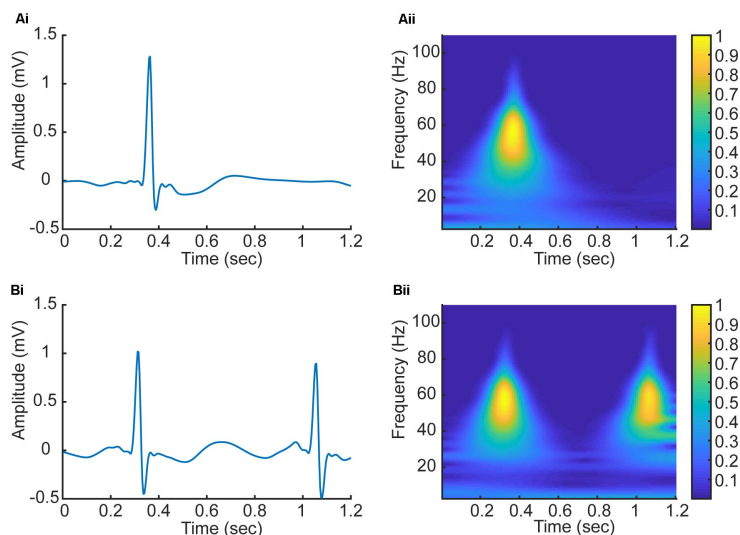 Ai
1.5
1
0.5
0
-0.5
Amplitude (mV)
0 0.2 0.4 0.6 0.8 1 1.2
Time (sec)
Aii
100
80
60
40
20
Frequency (Hz)
0.2 0.4 0.6 0.8 1 1.2
Time (sec)
1
0.9
0.8
0.7
0.6
0.5
0.4
0.3
0.2
0.1
Bi
1.5
1
0.5
0
-0.5
Amplitude (mV)
0 0.2 0.4 0.6 0.8 1 1.2
Time (sec)
Bii
100
80
60
40
20
Frequency (Hz)
0.2 0.4 0.6 0.8 1 1.2
Time (sec)
1
0.9
0.8
0.7
0.6
0.5
0.4
0.3
0.2
0.1